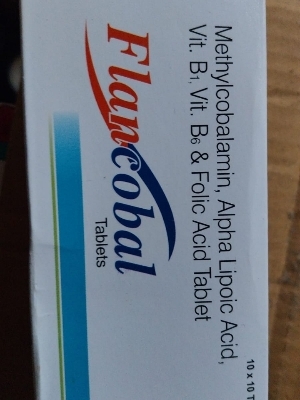 Methylcobalamin, Alpha Lipoic Acid,
Vit. B1, Vit. B6 & Folic Acid Tablet
Flancobal
Tablets
10 x 10 T